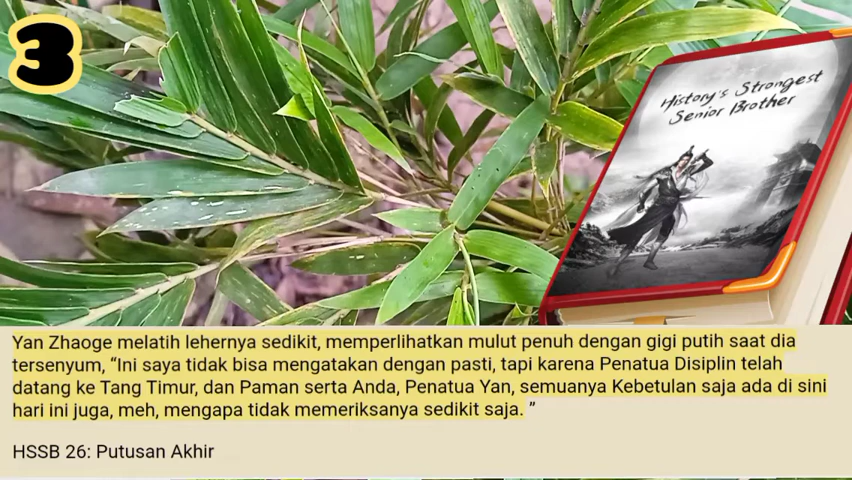 3
History's Strongest
Senior Brother
Yan Zhaoge melatih lehernya sedikit, memperlihatkan mulut penuh dengan gigi putih saat dia
tersenyum, “Ini saya tidak bisa mengatakan dengan pasti, tapi karena Penatua Disiplin telah
datang ke Tang Timur, dan Paman serta Anda, Penatua Yan, semuanya Kebetulan saja ada di sini
hari ini juga, meh, mengapa tidak memeriksanya sedikit saja. ”
HSSB 26: Putusan Akhir